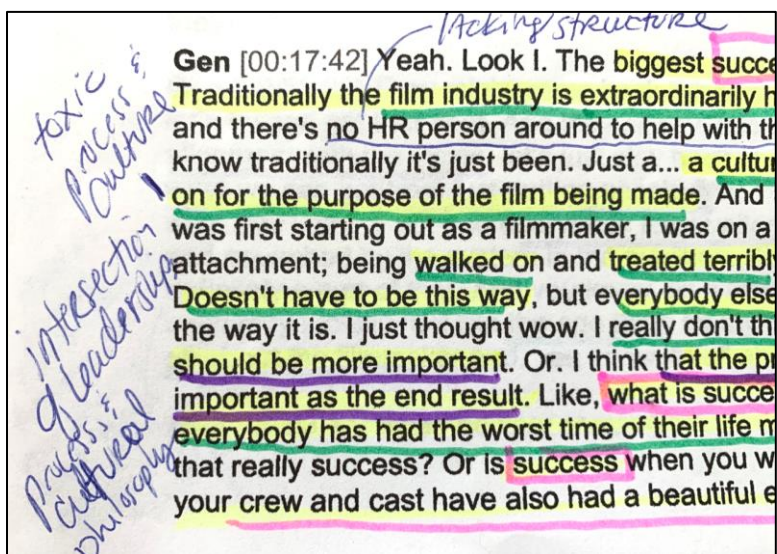 lacking/structure
toxic &
process
culture
intersection
of leadership
process, &
cultural
philosophy
Gen [00:17:42] Yeah. Look I. The biggest succe
Traditionally the film industry is extraordinarily h
and there's no HR person around to help with th
know traditionally it's just been. Just a... a cultur
on for the purpose of the film being made. And
was first starting out as a filmmaker, I was on a
attachment; being walked on and treated terribly
Doesn't have to be this way, but everybody else
the way it is. I just thought wow. I really don't th
should be more important. Or. I think that the pr
important as the end result. Like, what is succe
everybody has had the worst time of their life m
that really success? Or is success when you w
your crew and cast have also had a beautiful e